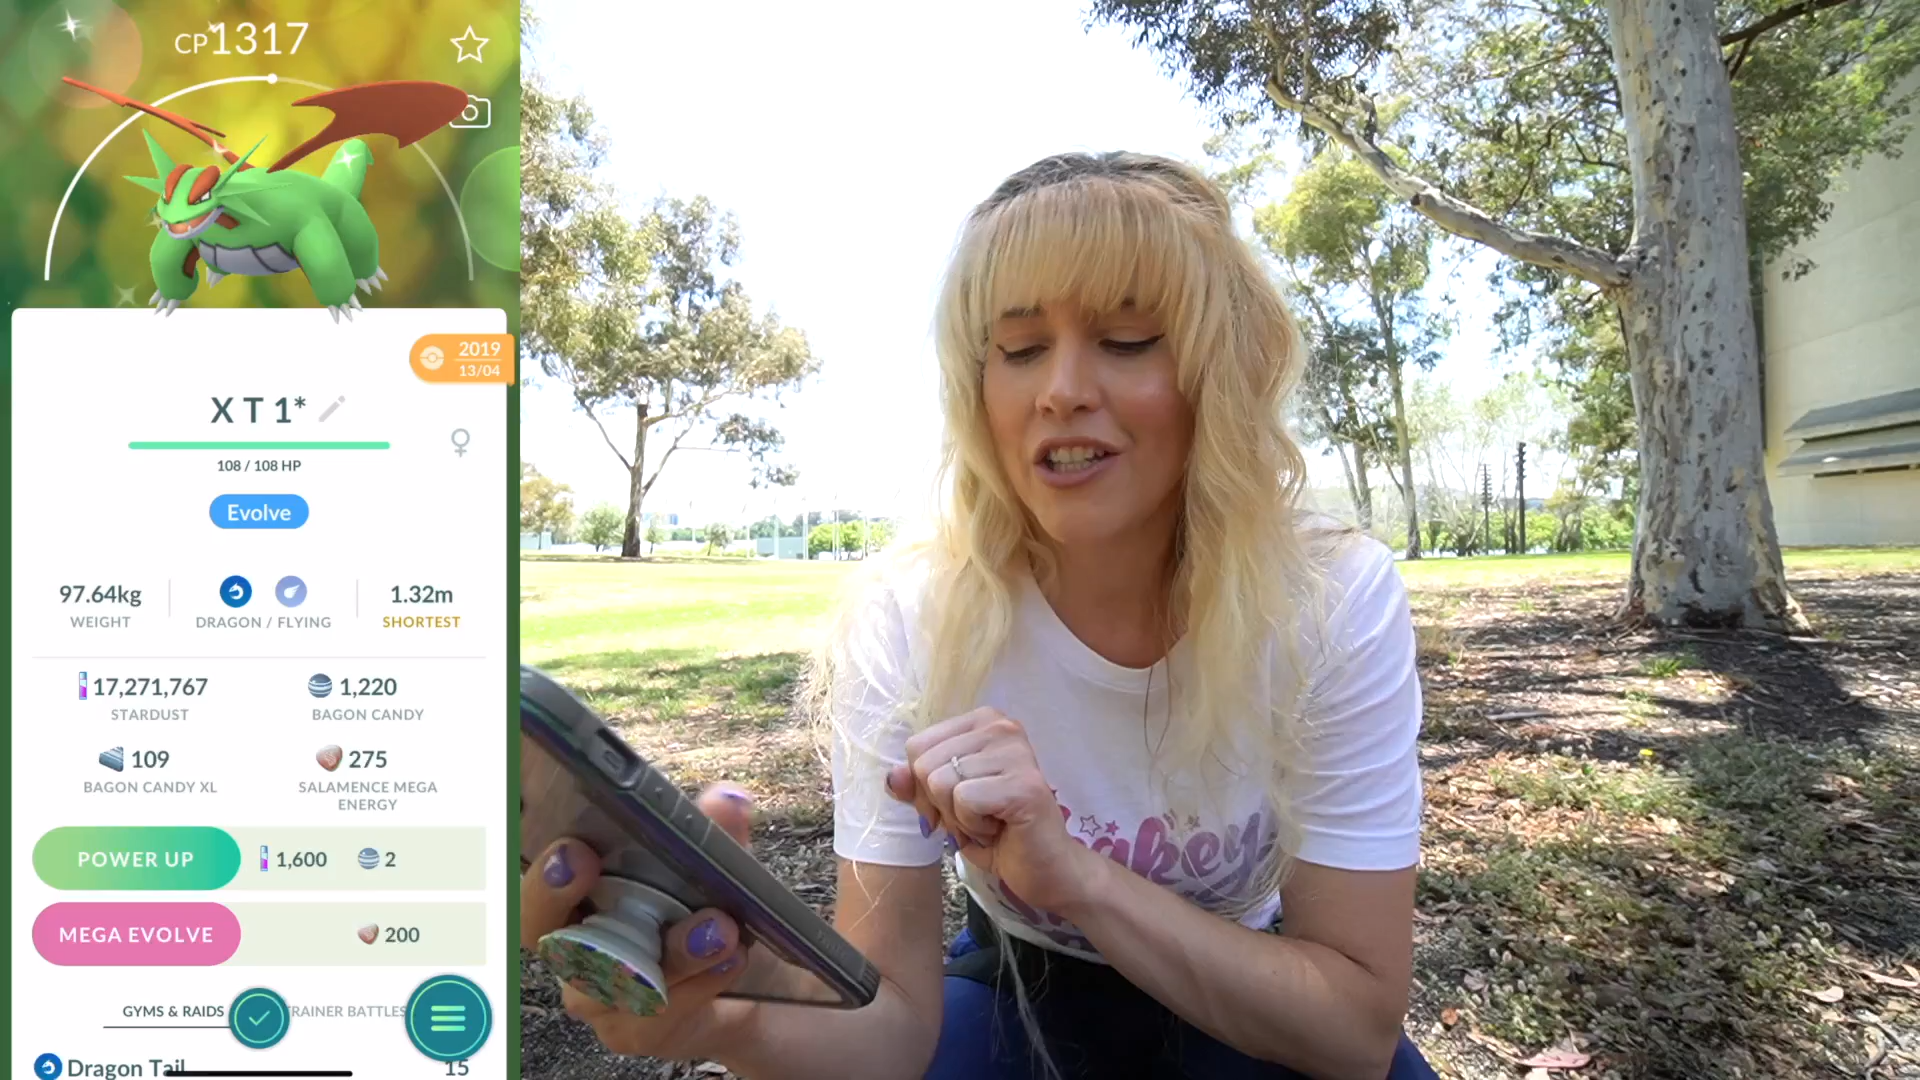 CP1317
2019
13/04
X T 1*
108 / 108 HP
Evolve
97.64kg
WEIGHT
DRAGON / FLYING
1.32m
SHORTEST
17,271,767
STARDUST
1,220
BAGON CANDY
109
BAGON CANDY XL
275
SALAMENCE MEGA
ENERGY
POWER UP
1,600
2
MEGA EVOLVE
200
GYMS & RAIDS
TRAINER BATTLES
Dragon Tail
15